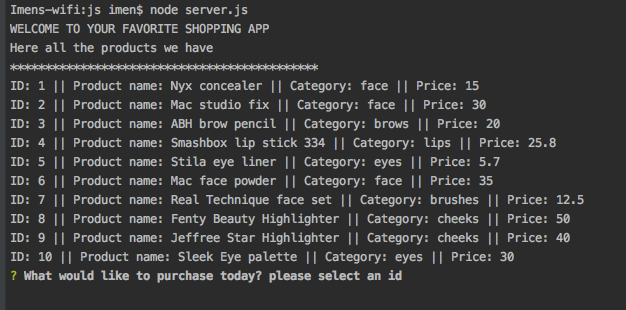 Imens-wifi:js imen$ node server.js
WELCOME TO YOUR FAVORITE SHOPPING APP
Here all the products we have
********************************************
ID: 1 || Product name: Nyx concealer || Category: face || Price: 15
ID: 2 || Product name: Mac studio fix || Category: face || Price: 30
ID: 3 || Product name: ABH brow pencil || Category: brows || Price: 20
ID: 4 || Product name: Smashbox lip stick 334 || Category: lips || Price: 25.8
ID: 5 || Product name: Stila eye liner || Category: eyes || Price: 5.7
ID: 6 || Product name: Mac face powder || Category: face || Price: 35
ID: 7 || Product name: Real Technique face set || Category: brushes || Price: 12.5
ID: 8 || Product name: Fenty Beauty Highlighter || Category: cheeks || Price: 50
ID: 9 || Product name: Jeffree Star Highlighter || Category: cheeks || Price: 40
ID: 10 || Product name: Sleek Eye palette || Category: eyes || Price: 30
? What would like to purchase today? please select an id